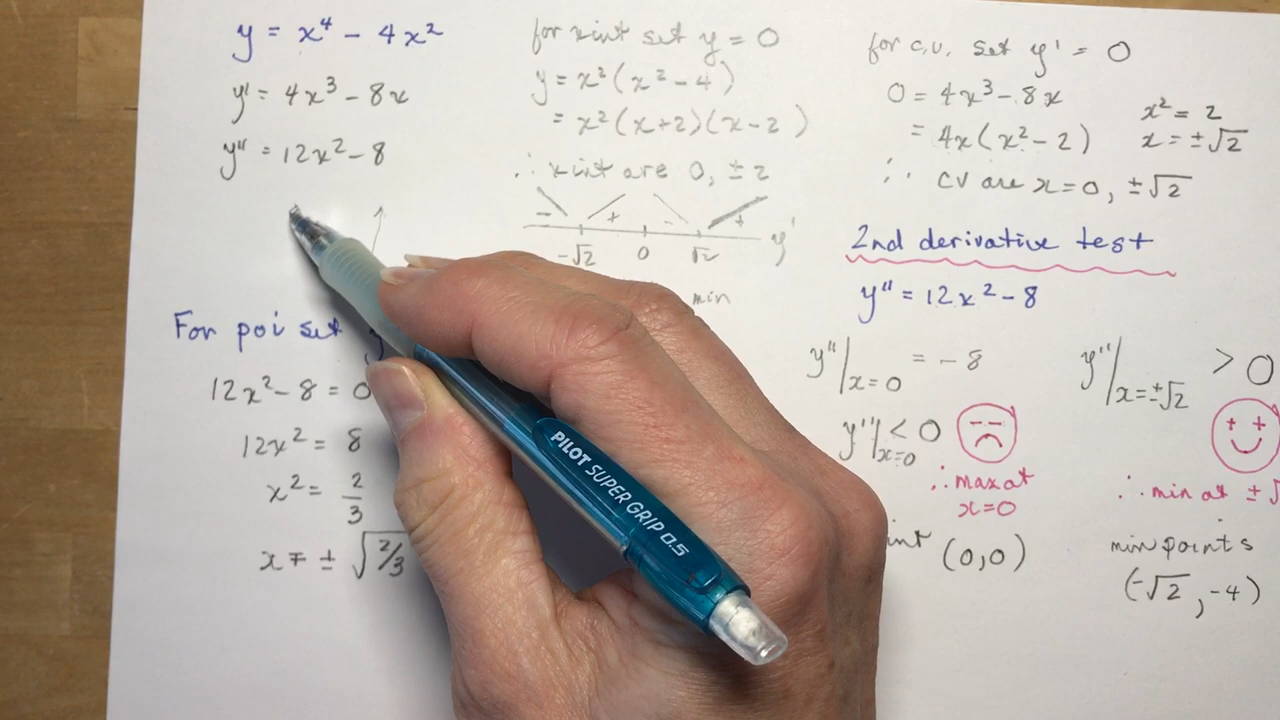 y = x⁴ - 4x²
y' = 4x³ - 8x
y'' = 12x² - 8
For poi set y
12x² - 8 = 0
12x² = 8
x² = 2/3
x = ± √2/3
for x int set y = 0
y = x²(x² - 4)
= x²(x+2)(x-2)
∴ x int are 0, ±2
- + - +
-√2 0 √2 y'
min
for c.v. set y' = 0
0 = 4x³ - 8x
= 4x(x² - 2)
x² = 2
x = ±√2
∴ cv are x = 0, ±√2
2nd derivative test
y'' = 12x² - 8
y''|x=0 = -8
y''|x=0 < 0
∴ max at
x=0
(0,0)
y''|x=±√2 > 0
∴ min at ±
min points
(-√2, -4)
PILOT SUPER GRIP 0.5